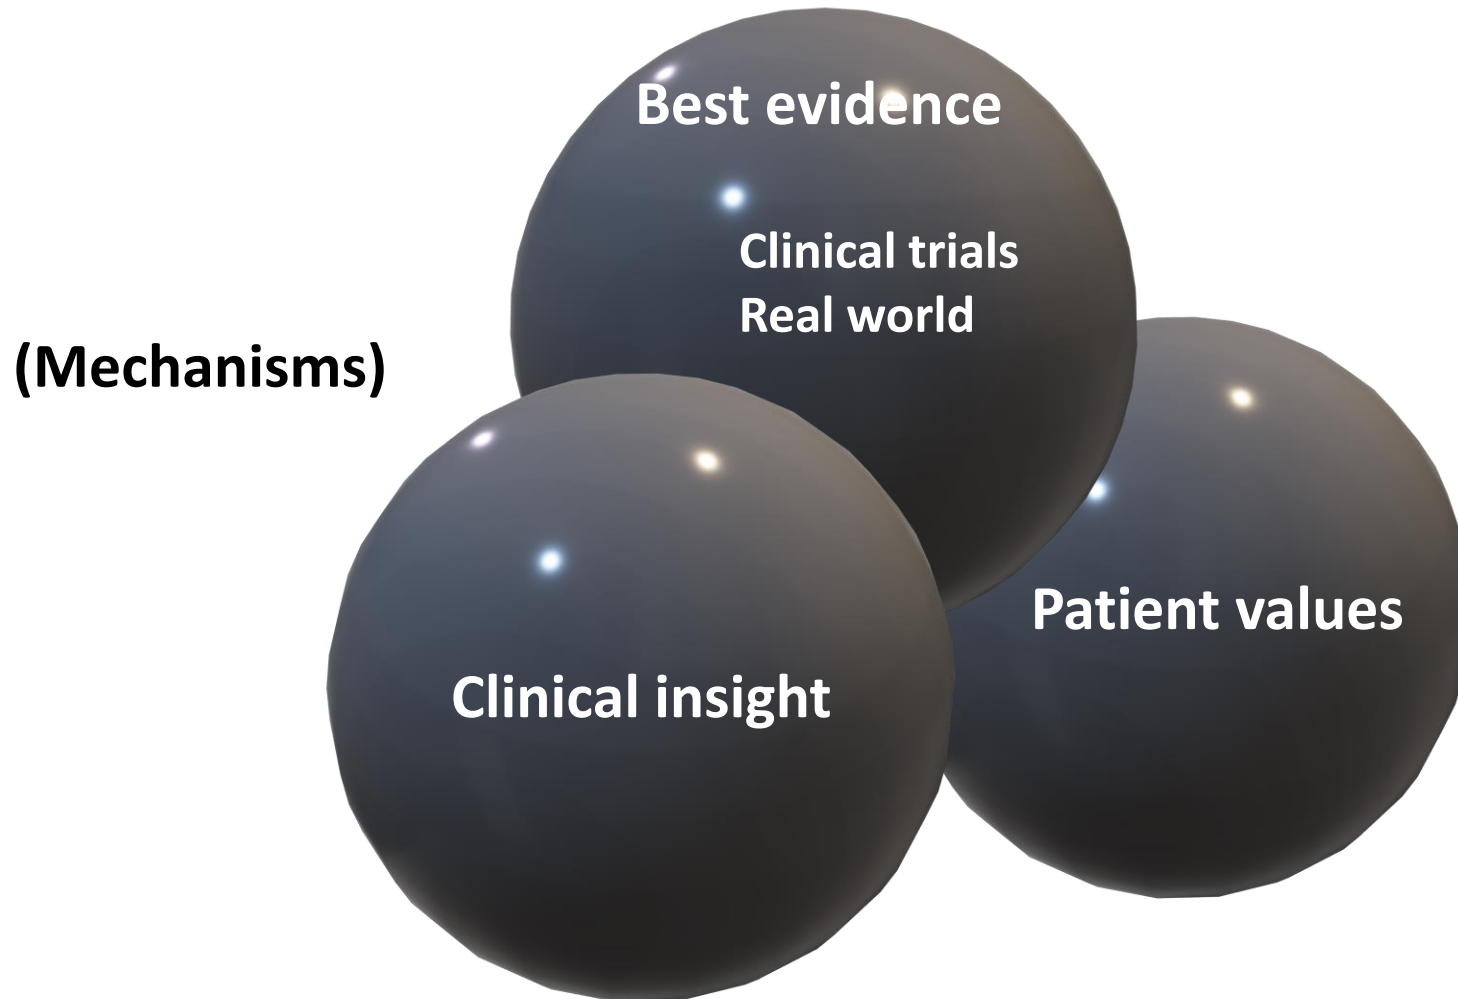 Best evidence
Clinical trials
Real world
(Mechanisms)
Patient values
Clinical insight